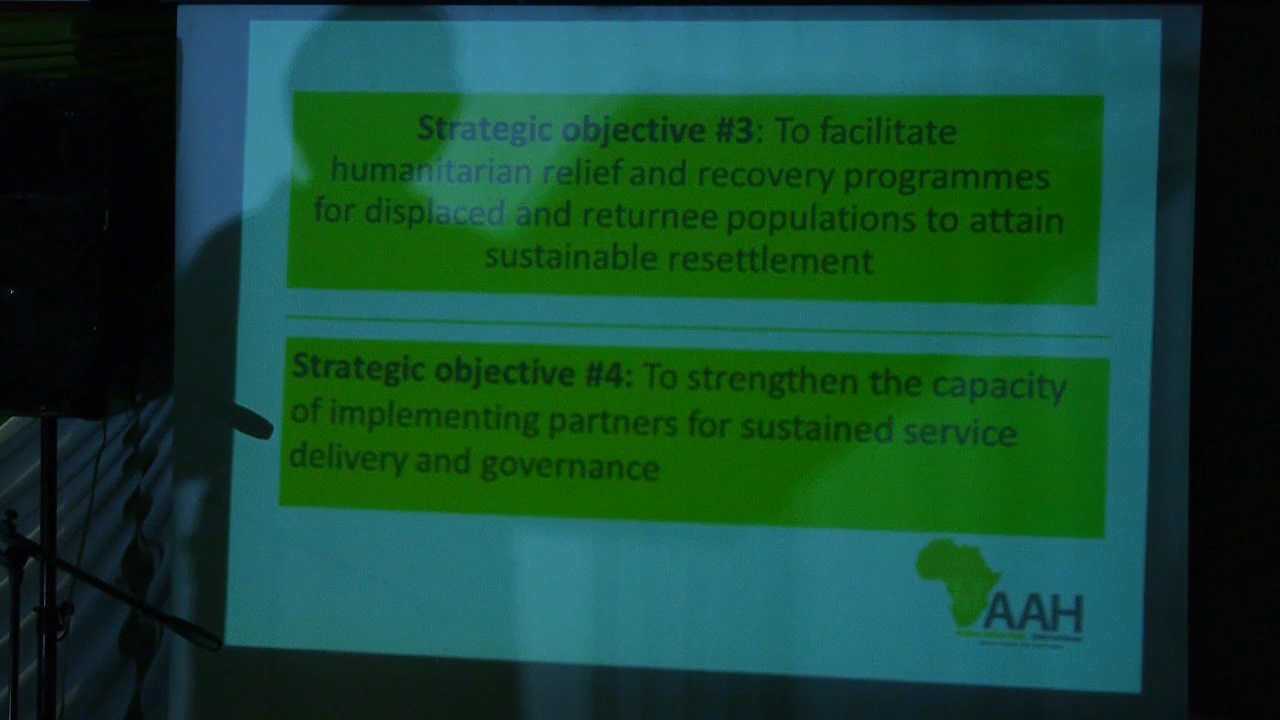 Strategic objective #3: To facilitate
humanitarian relief and recovery programmes
for displaced and returnee populations to attain
sustainable resettlement
Strategic objective #4: To strengthen the capacity
of implementing partners for sustained service
delivery and governance
AAH